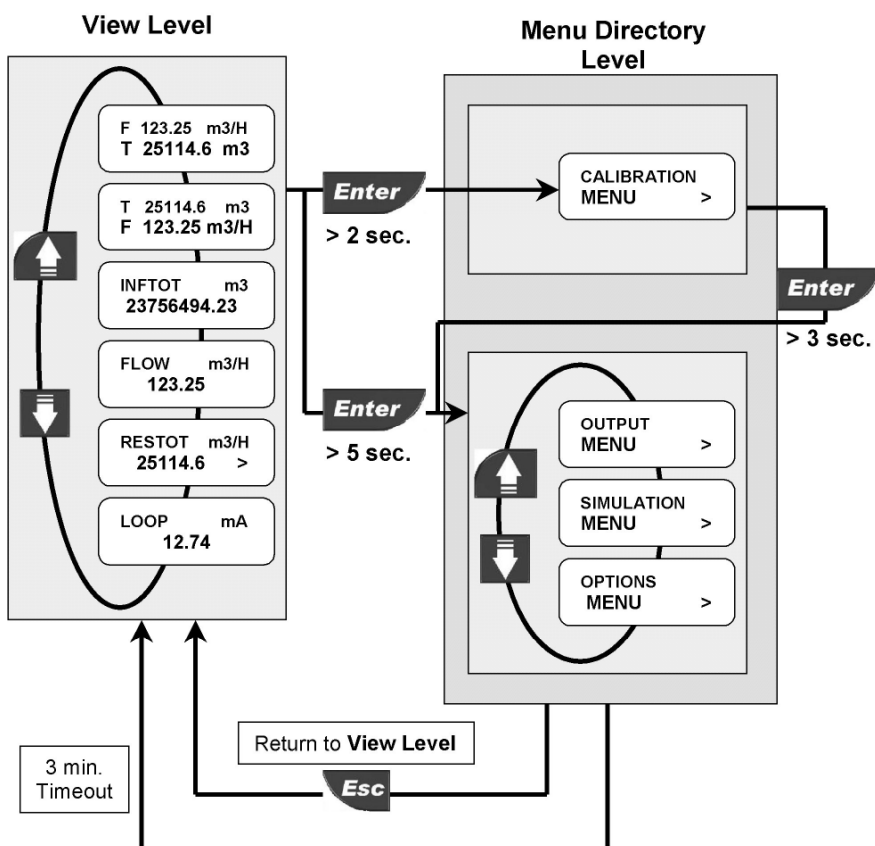 View Level
F 123.25 m3/H
T 25114.6 m3
T 25114.6 m3
F 123.25 m3/H
INFTOT m3
23756494.23
FLOW m3/H
123.25
RESTOT m3/H
25114.6 >
LOOP mA
12.74
Enter
> 2 sec.
Enter
> 5 sec.
Menu Directory
Level
CALIBRATION
MENU >
Enter
> 3 sec.
OUTPUT
MENU >
SIMULATION
MENU >
OPTIONS
MENU >
Return to View Level
Esc
3 min.
Timeout